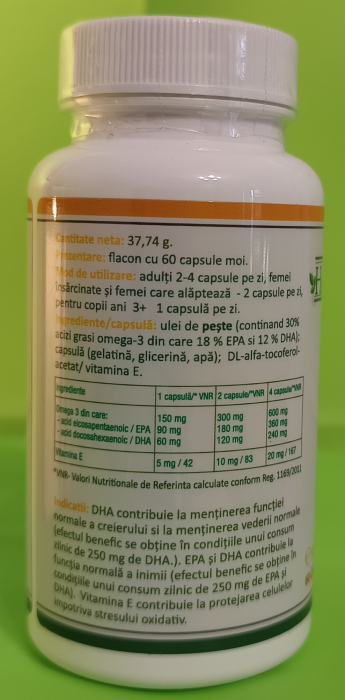 Cantitate neta: 37,74 g.
Prezentare: flacon cu 60 capsule moi.
Mod de utilizare: adulți 2-4 capsule pe zi, femei
însărcinate și femei care alăptează - 2 capsule pe zi,
pentru copii ani 3+ 1 capsulă pe zi.
Ingrediente/capsulă: ulei de pește (continand 30%
acizi grasi omega-3 din care 18 % EPA si 12 % DHA);
capsulă (gelatină, glicerină, apă); DL-alfa-tocoferol-
acetat/ vitamina E.
Ingrediente 1 capsulă/* VNR 2 capsule/*VNR 4 capsule/*VNR
Omega 3 din care: 150 mg 300 mg 600 mg
- acid eicosapentaenoic / EPA 90 mg 180 mg 360 mg
- acid docosahexaenoic / DHA 60 mg 120 mg 240 mg
Vitamina E 5 mg / 42 10 mg / 83 20 mg / 167
*VNR- Valori Nutritionale de Referinta calculate conform Reg. 1169/2011
Indicatii: DHA contribuie la menținerea funcției
normale a creierului si la menținerea vederii normale
(efectul benefic se obține în condițiile unui consum
zilnic de 250 mg de DHA.). EPA și DHA contribuie la
funcția normală a inimii (efectul benefic se obține în
condițiile unui consum zilnic de 250 mg de EPA și
DHA). Vitamina E contribuie la protejarea celulelor
împotriva stresului oxidativ.